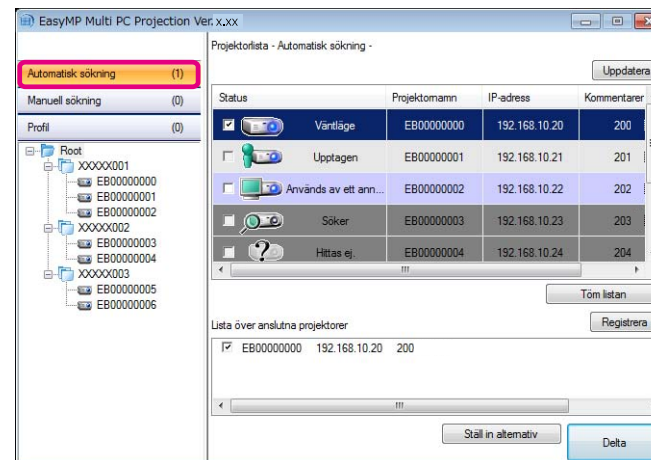 EasyMP Multi PC Projection Ver. x.xx
Projektorlista - Automatisk sökning -
Automatisk sökning (1)
Uppdatera
Manuell sökning (0)
Profil (0)
Status Projektornamn IP-adress Kommentarer
Väntläge EB00000000 192.168.10.20 200
Upptagen EB00000001 192.168.10.21 201
Används av ett ann... EB00000002 192.168.10.22 202
Söker EB00000003 192.168.10.23 203
Hittas ej. EB00000004 192.168.10.24 204
Root
XXXXX001
EB00000000
EB00000001
EB00000002
XXXXX002
EB00000003
EB00000004
XXXXX003
EB00000005
EB00000006
Töm listan
Lista över anslutna projektorer
Registrera
EB00000000 192.168.10.20 200
Ställ in alternativ
Delta